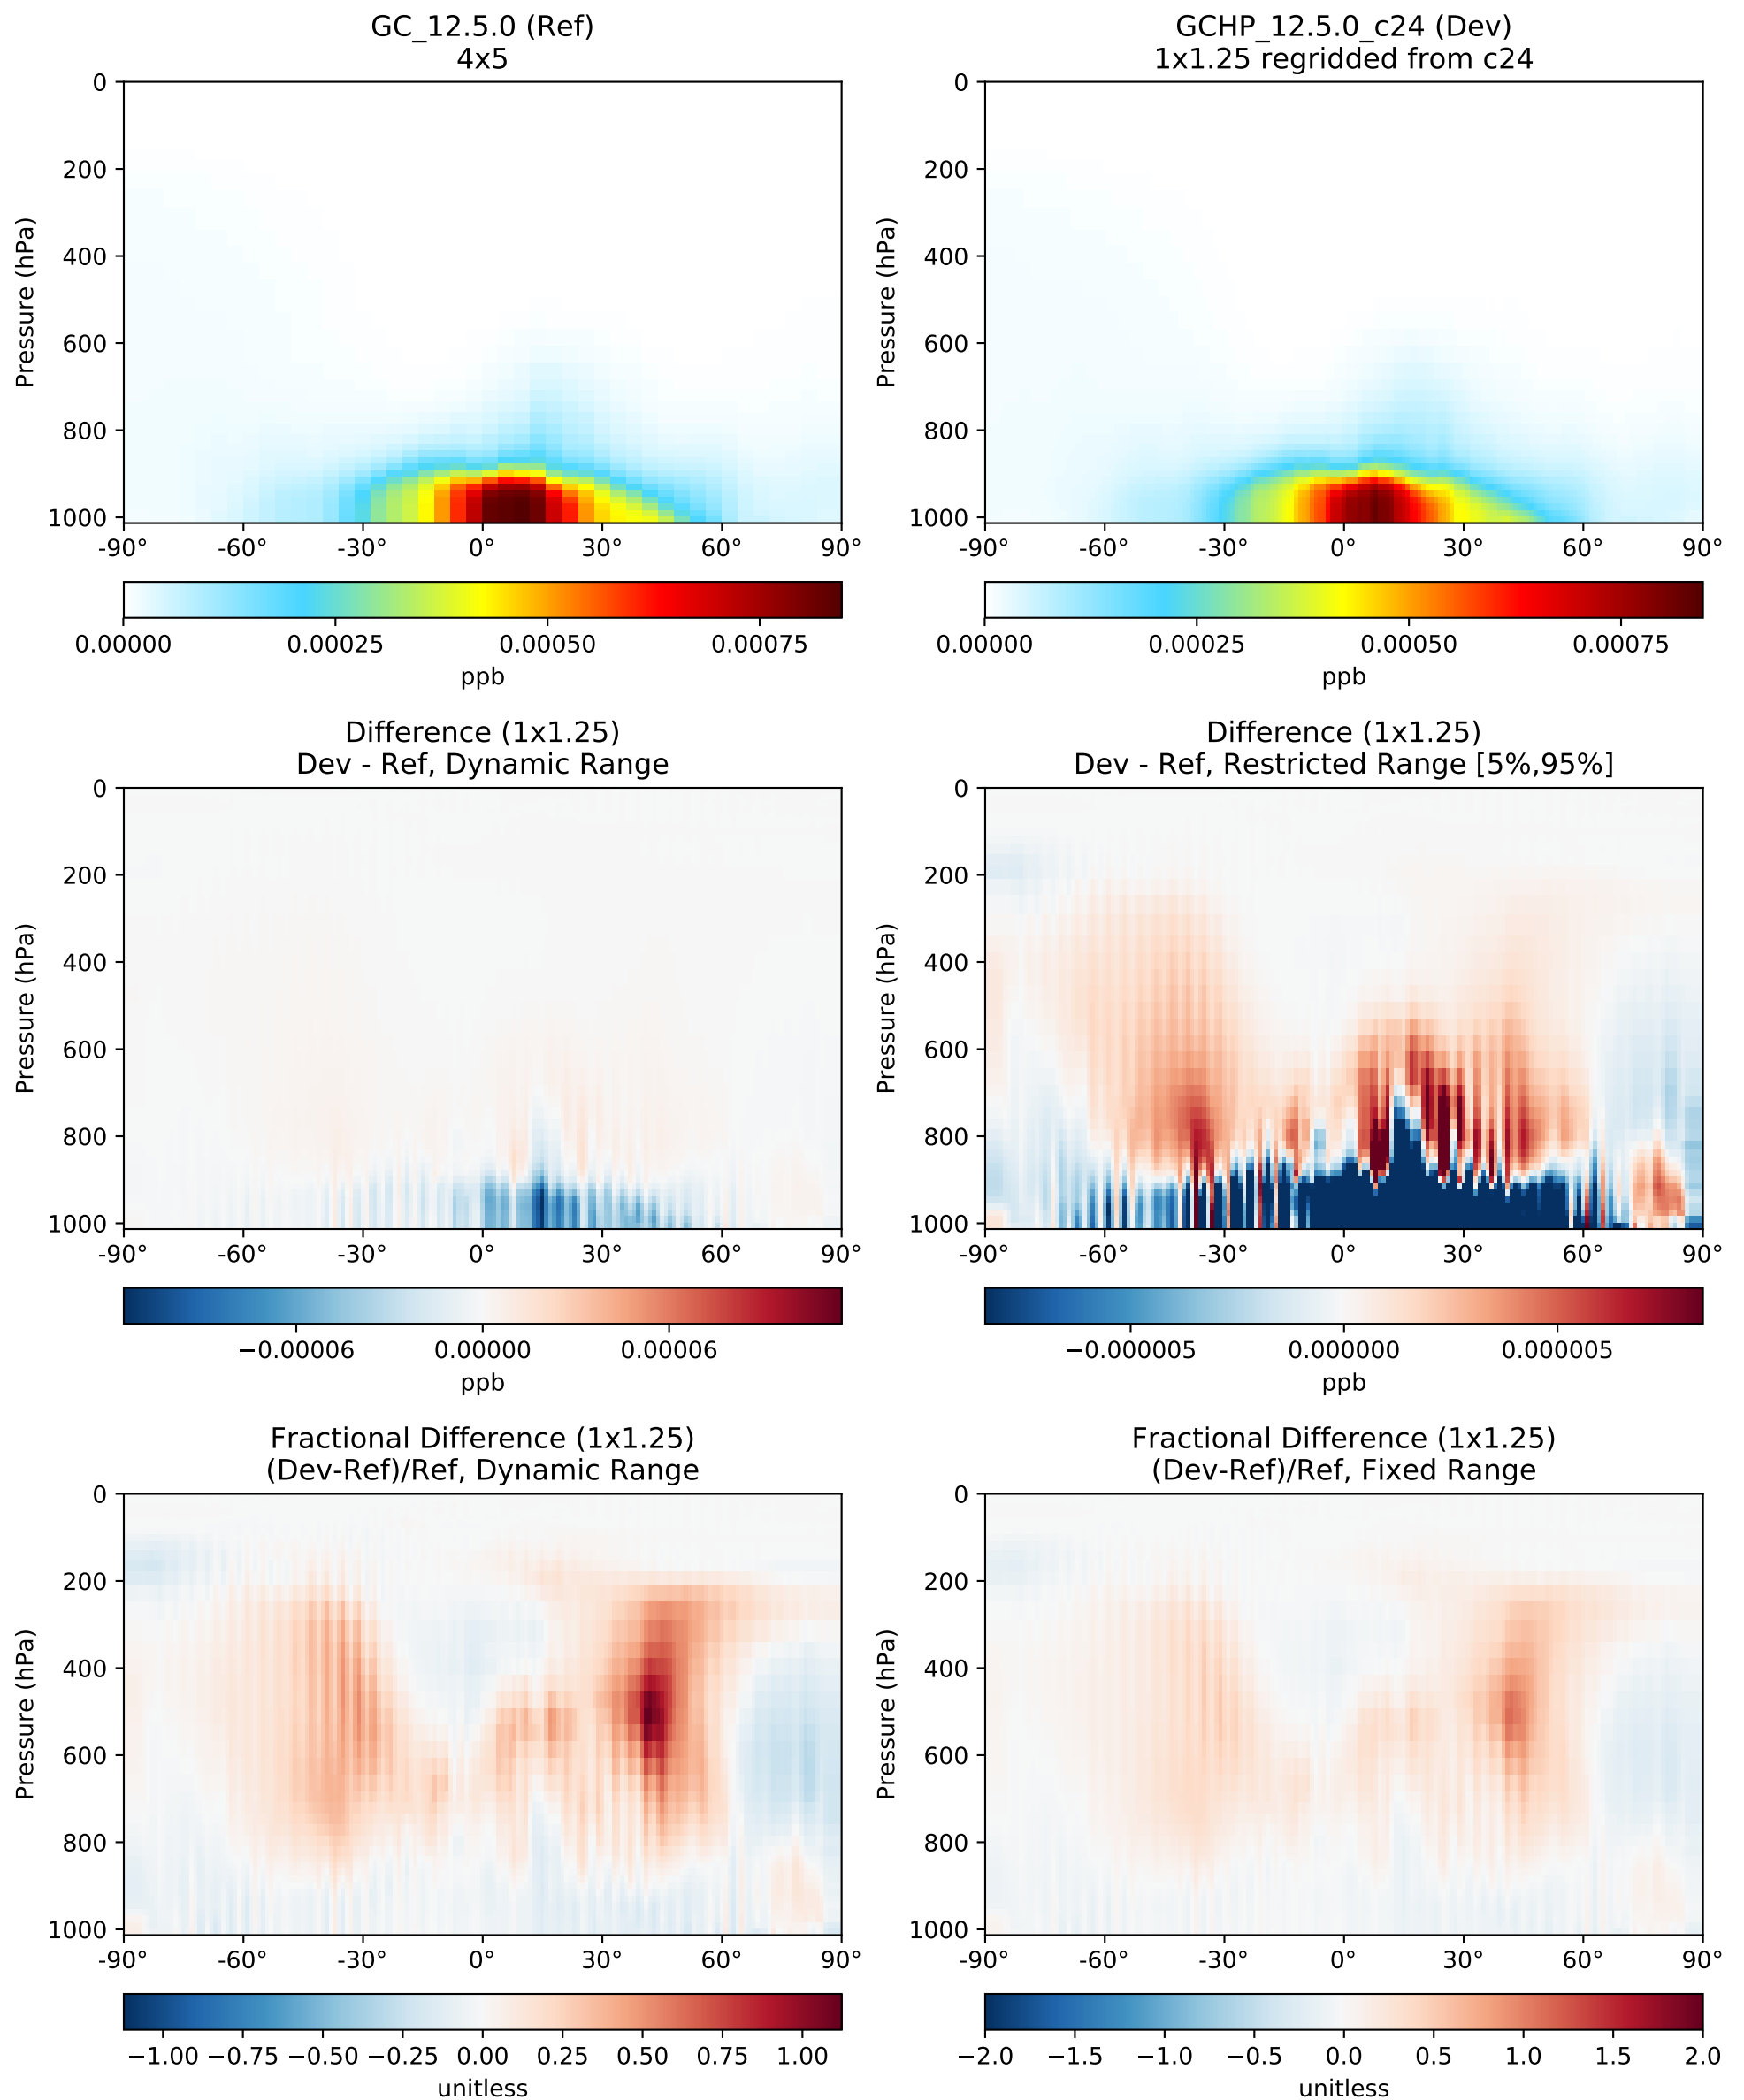 GC_12.5.0 (Ref)
4x5
0
200
400
600
800
1000
Pressure (hPa)
-90° -60° -30° 0° 30° 60° 90°
0.00000 0.00025 0.00050 0.00075
ppb
GCHP_12.5.0_c24 (Dev)
1x1.25 regridded from c24
0
200
400
600
800
1000
Pressure (hPa)
-90° -60° -30° 0° 30° 60° 90°
0.00000 0.00025 0.00050 0.00075
ppb
Difference (1x1.25)
Dev - Ref, Dynamic Range
0
200
400
600
800
1000
Pressure (hPa)
-90° -60° -30° 0° 30° 60° 90°
−0.00006 0.00000 0.00006
ppb
Difference (1x1.25)
Dev - Ref, Restricted Range [5%,95%]
0
200
400
600
800
1000
Pressure (hPa)
-90° -60° -30° 0° 30° 60° 90°
−0.000005 0.000000 0.000005
ppb
Fractional Difference (1x1.25)
(Dev-Ref)/Ref, Dynamic Range
0
200
400
600
800
1000
Pressure (hPa)
-90° -60° -30° 0° 30° 60° 90°
−1.00 −0.75 −0.50 −0.25 0.00 0.25 0.50 0.75 1.00
unitless
Fractional Difference (1x1.25)
(Dev-Ref)/Ref, Fixed Range
0
200
400
600
800
1000
Pressure (hPa)
-90° -60° -30° 0° 30° 60° 90°
−2.0 −1.5 −1.0 −0.5 0.0 0.5 1.0 1.5 2.0
unitless